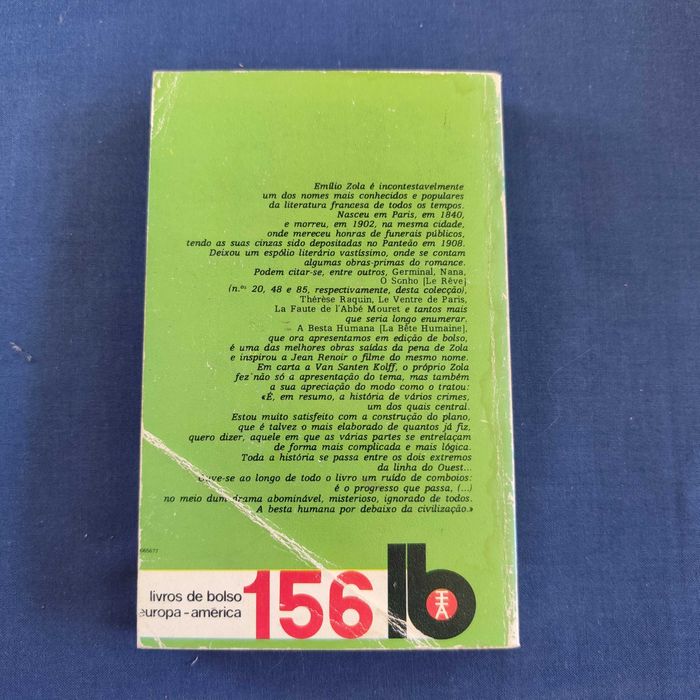 Emílio Zola é incontestavelmente
um dos nomes mais conhecidos e populares
da literatura francesa de todos os tempos.
Nasceu em Paris, em 1840,
e morreu, em 1902, na mesma cidade,
onde mereceu honras de funerais públicos,
tendo as suas cinzas sido depositadas no Panteão em 1908.
Deixou um espólio literário vastíssimo, onde se contam
algumas obras-primas do romance.
Podem citar-se, entre outros, Germinal, Nana,
O Sonho [Le Rêve]
(n.os 20, 48 e 85, respectivamente, desta colecção),
Thérèse Raquin, Le Ventre de Paris,
La Faute de l'Abbé Mouret e tantos mais
que seria longo enumerar.
A Besta Humana [La Bête Humaine],
que ora apresentamos em edição de bolso,
é uma das melhores obras saídas da pena de Zola
e inspirou a Jean Renoir o filme do mesmo nome.
Em carta a Van Santen Kolff, o próprio Zola
fez não só a apresentação do tema, mas também
a sua apreciação do modo como o tratou:
«É, em resumo, a história de vários crimes,
um dos quais central.
Estou muito satisfeito com a construção do plano,
que é talvez o mais elaborado de quantos já fiz,
quero dizer, aquele em que as várias partes se entrelaçam
de forma mais complicada e mais lógica.
Toda a história se passa entre os dois extremos
da linha do Ouest...
Ouve-se ao longo de todo o livro um ruído de comboios:
é o progresso que passa, (...)
no meio dum drama abominável, misterioso, ignorado de todos.
A besta humana por debaixo da civilização.»
livros de bolso
europa-américa
156
lb
EA